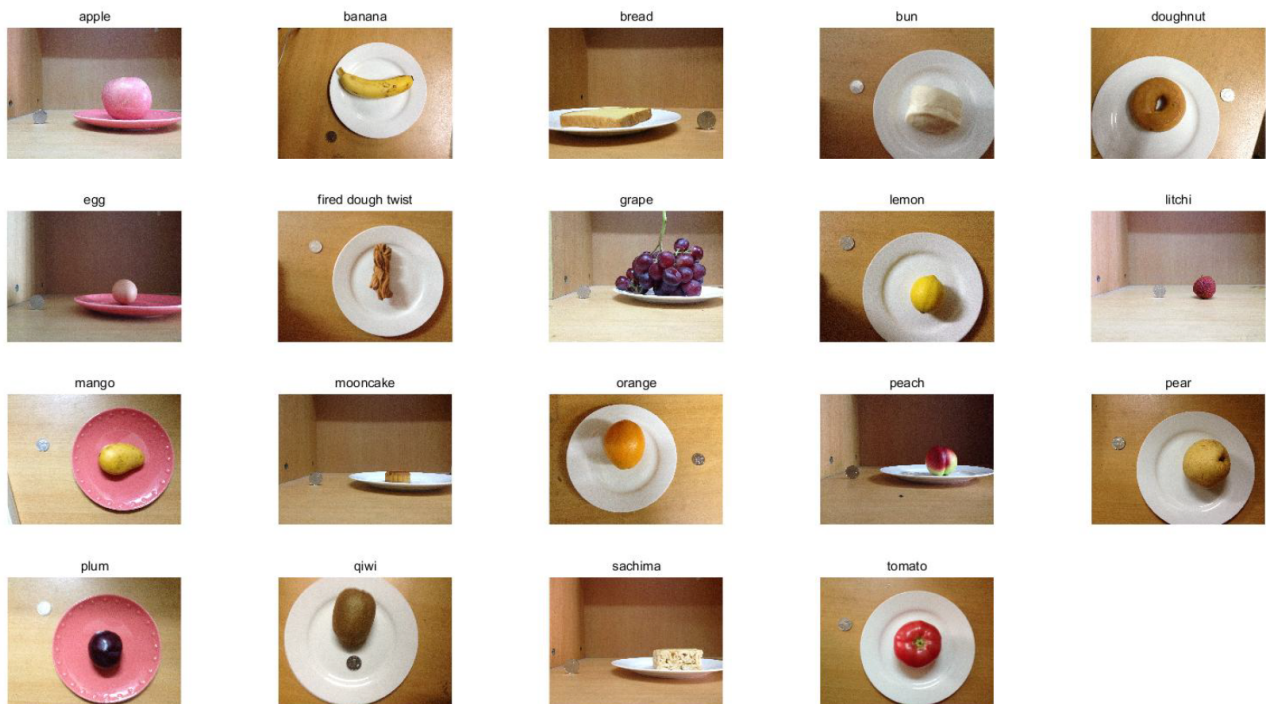 apple
banana
bread
bun
doughnut
egg
fired dough twist
grape
lemon
litchi
mango
mooncake
orange
peach
pear
plum
qiwi
sachima
tomato